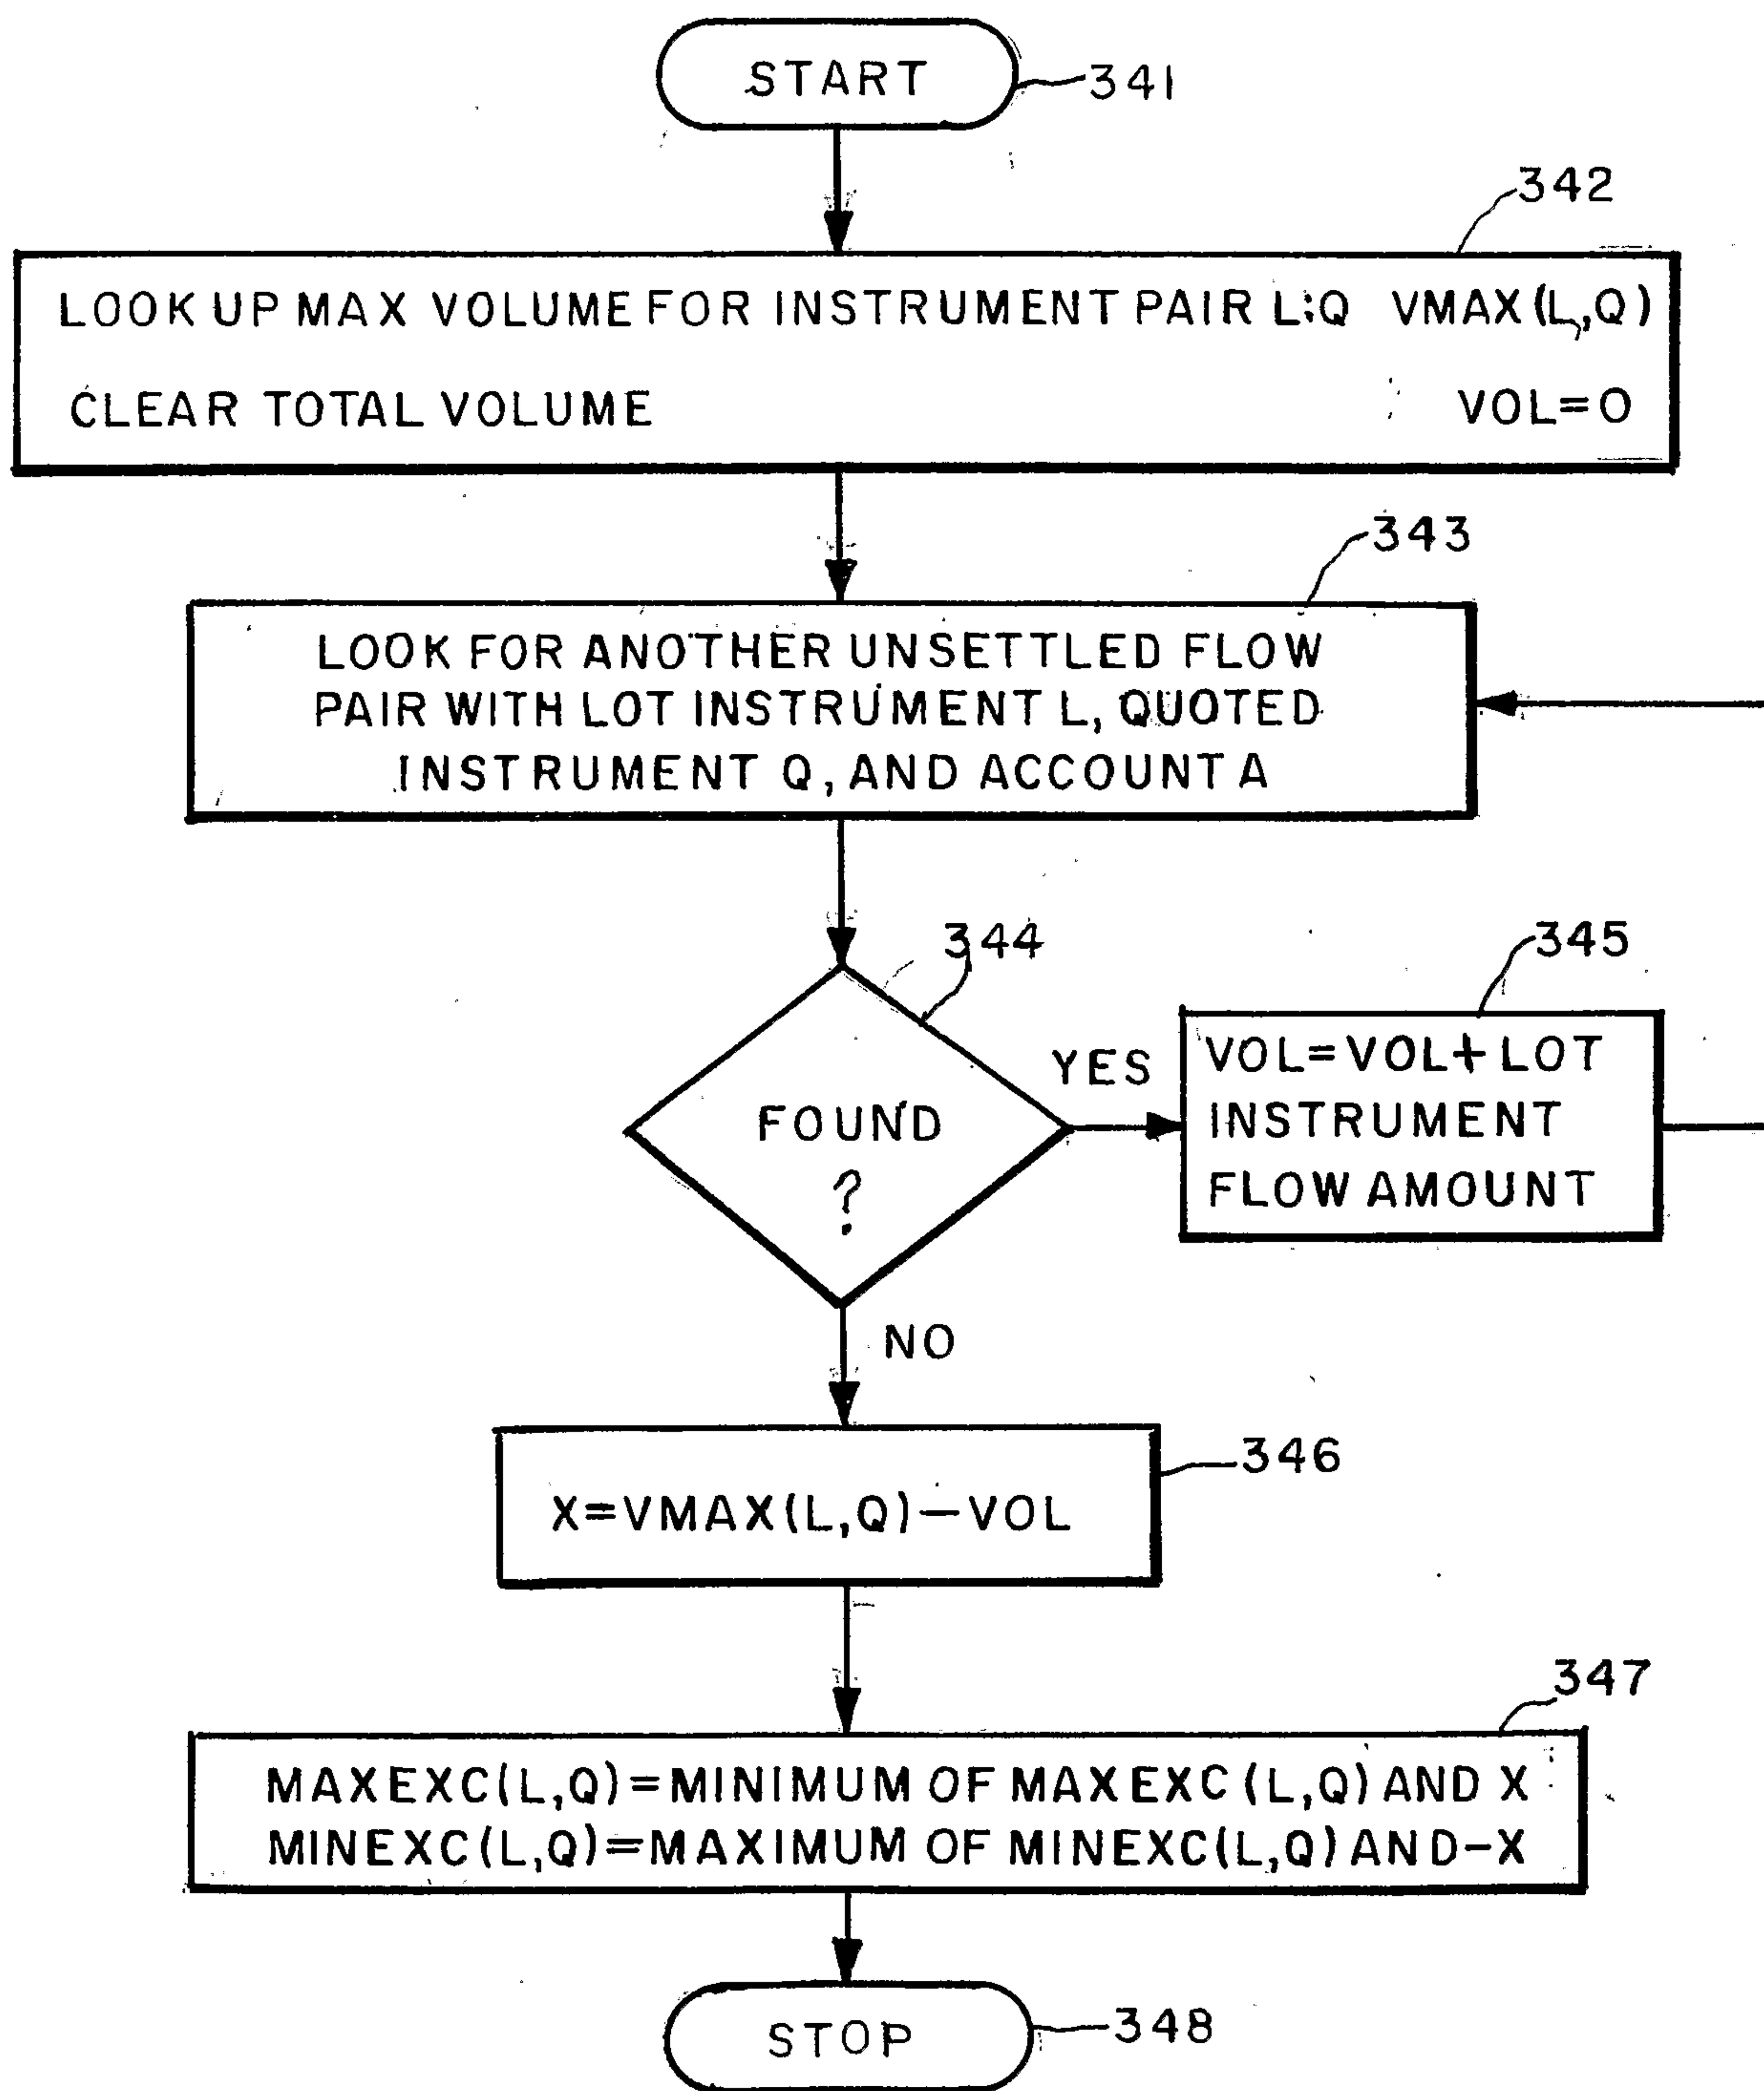 START
341
342
LOOK UP MAX VOLUME FOR INSTRUMENT PAIR L:Q VMAX(L,Q)
CLEAR TOTAL VOLUME VOL=0
343
LOOK FOR ANOTHER UNSETTLED FLOW
PAIR WITH LOT INSTRUMENT L, QUOTED
INSTRUMENT Q, AND ACCOUNT A
344
FOUND
?
YES
345
VOL=VOL+LOT
INSTRUMENT
FLOW AMOUNT
NO
346
X=VMAX(L,Q)-VOL
347
MAXEXC(L,Q)=MINIMUM OF MAXEXC(L,Q) AND X
MINEXC(L,Q)=MAXIMUM OF MINEXC(L,Q) AND-X
STOP
348